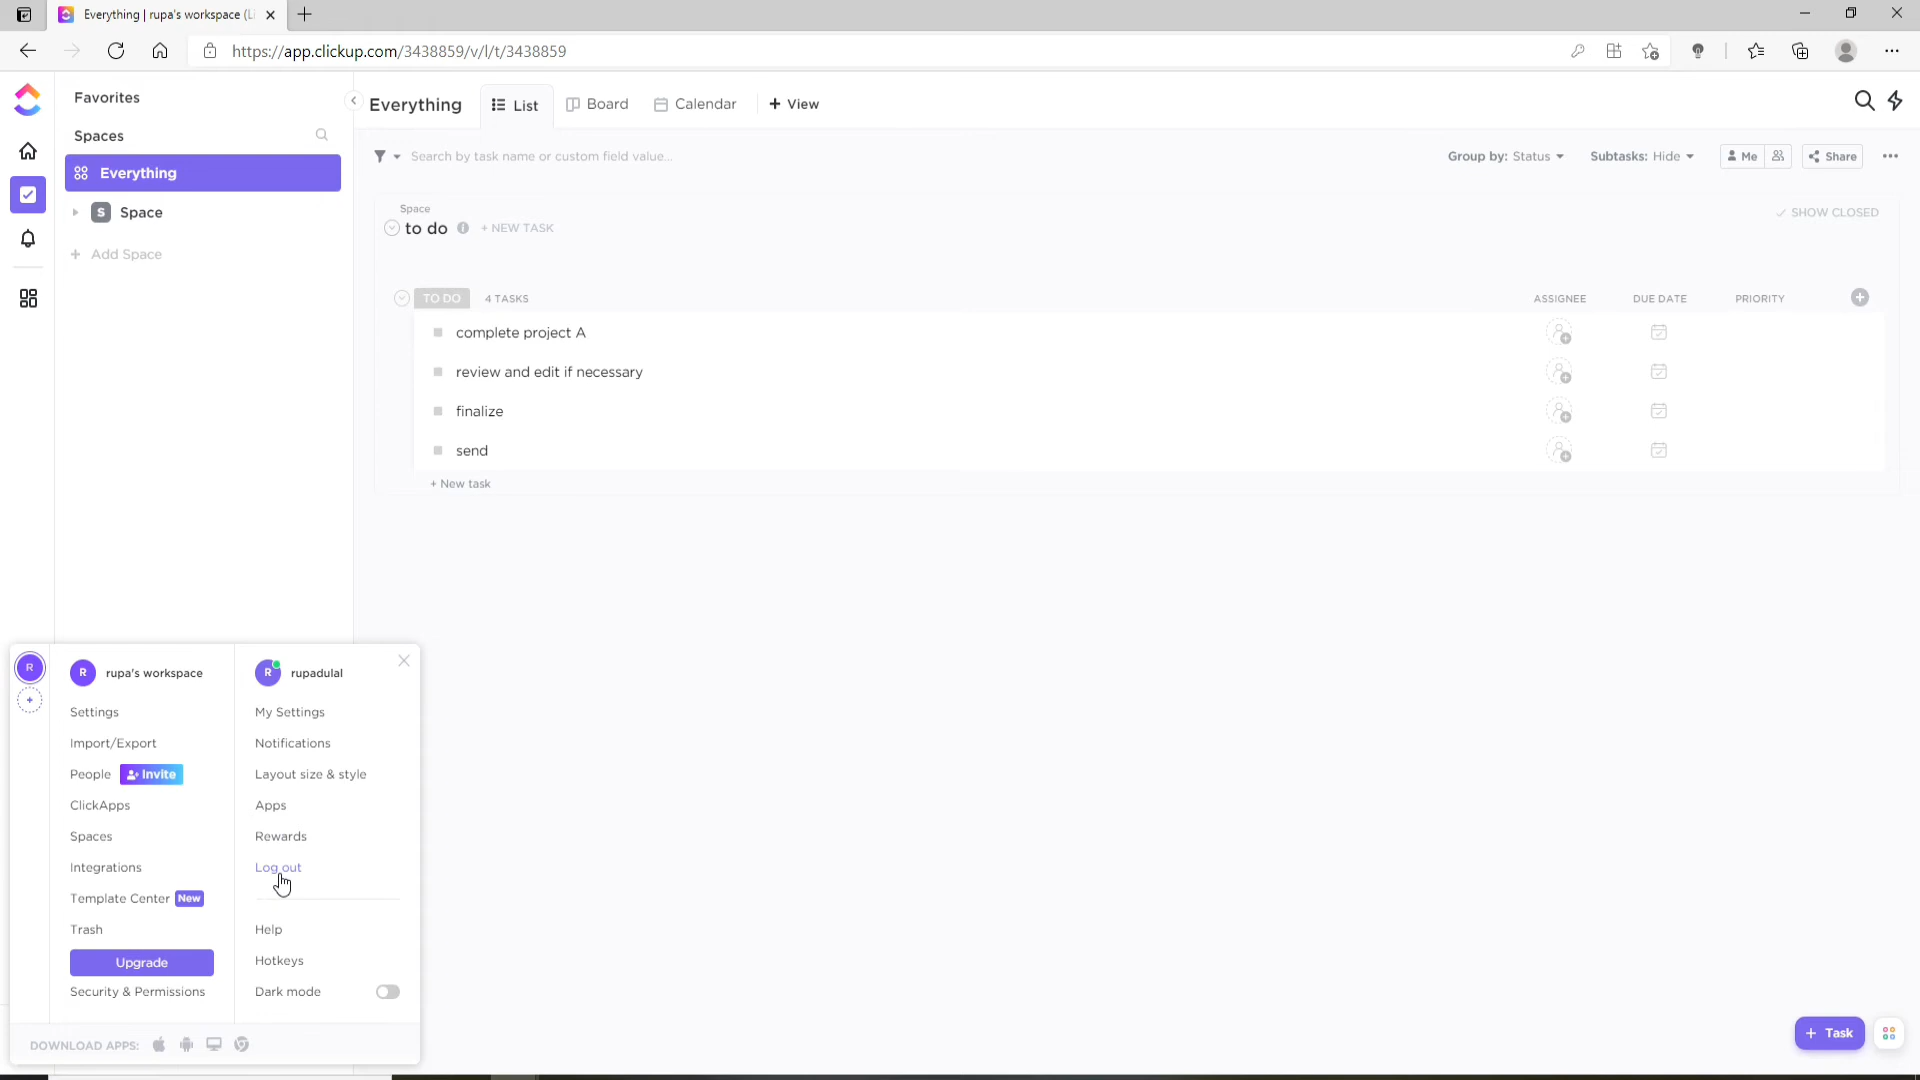 Everything | rupa's workspace (Li
https://app.clickup.com/3438859/v/l/t/3438859
Favorites
Spaces
Everything
S Space
+ Add Space
Everything
List
Board
Calendar
+ View
Search by task name or custom field value...
Group by: Status
Subtasks: Hide
Me
Share
Space
to do
+ NEW TASK
SHOW CLOSED
TO DO
4 TASKS
ASSIGNEE
DUE DATE
PRIORITY
complete project A
review and edit if necessary
finalize
send
+ New task
R
+
R rupa's workspace
Settings
Import/Export
People Invite
ClickApps
Spaces
Integrations
Template Center New
Trash
Upgrade
Security & Permissions
R rupadulal
My Settings
Notifications
Layout size & style
Apps
Rewards
Log out
Help
Hotkeys
Dark mode
DOWNLOAD APPS:
+ Task